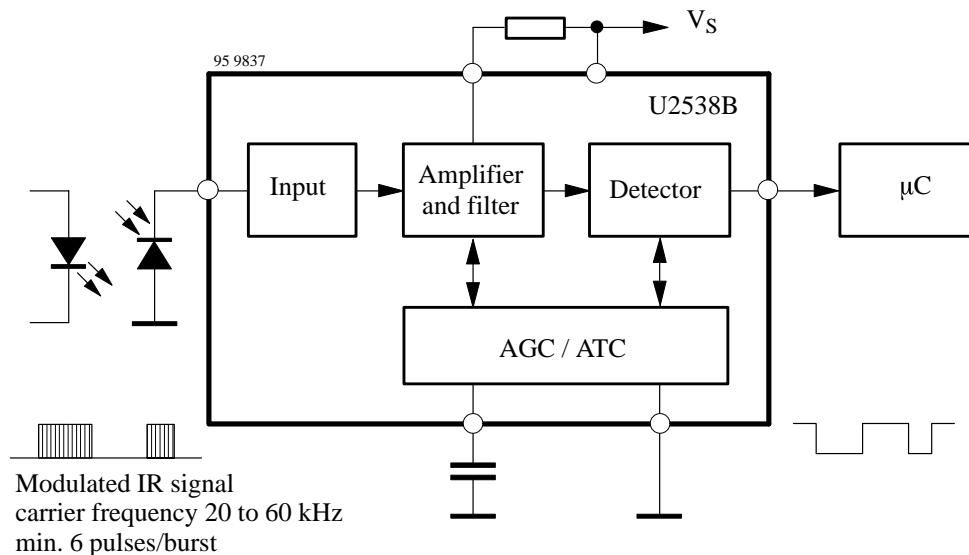 V_S
95 9837
U2538B
Input
Amplifier
and filter
Detector
μC
AGC / ATC
Modulated IR signal
carrier frequency 20 to 60 kHz
min. 6 pulses/burst